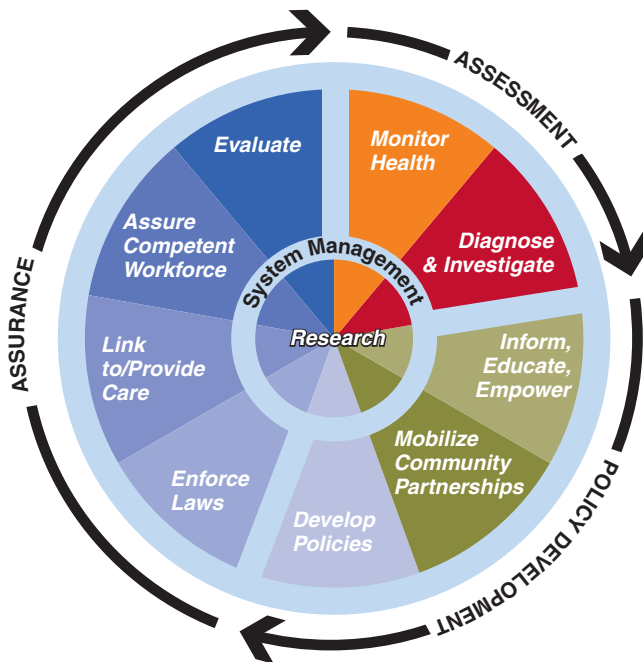 ASSESSMENT
Monitor
Health
Diagnose
& Investigate
Inform,
Educate,
Empower
POLICY DEVELOPMENT
Mobilize
Community
Partnerships
Develop
Policies
Enforce
Laws
ASSURANCE
Link
to/Provide
Care
Assure
Competent
Workforce
Evaluate
System Management
Research